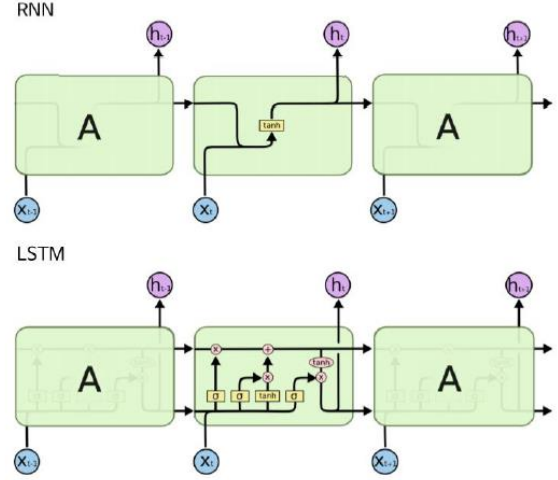 RNN
ht-1 ht ht+1
A A
tanh
Xt-1 Xt Xt+1
LSTM
ht-1 ht ht+1
x +
tanh
A A
x x
σ σ tanh σ
Xt-1 Xt Xt+1